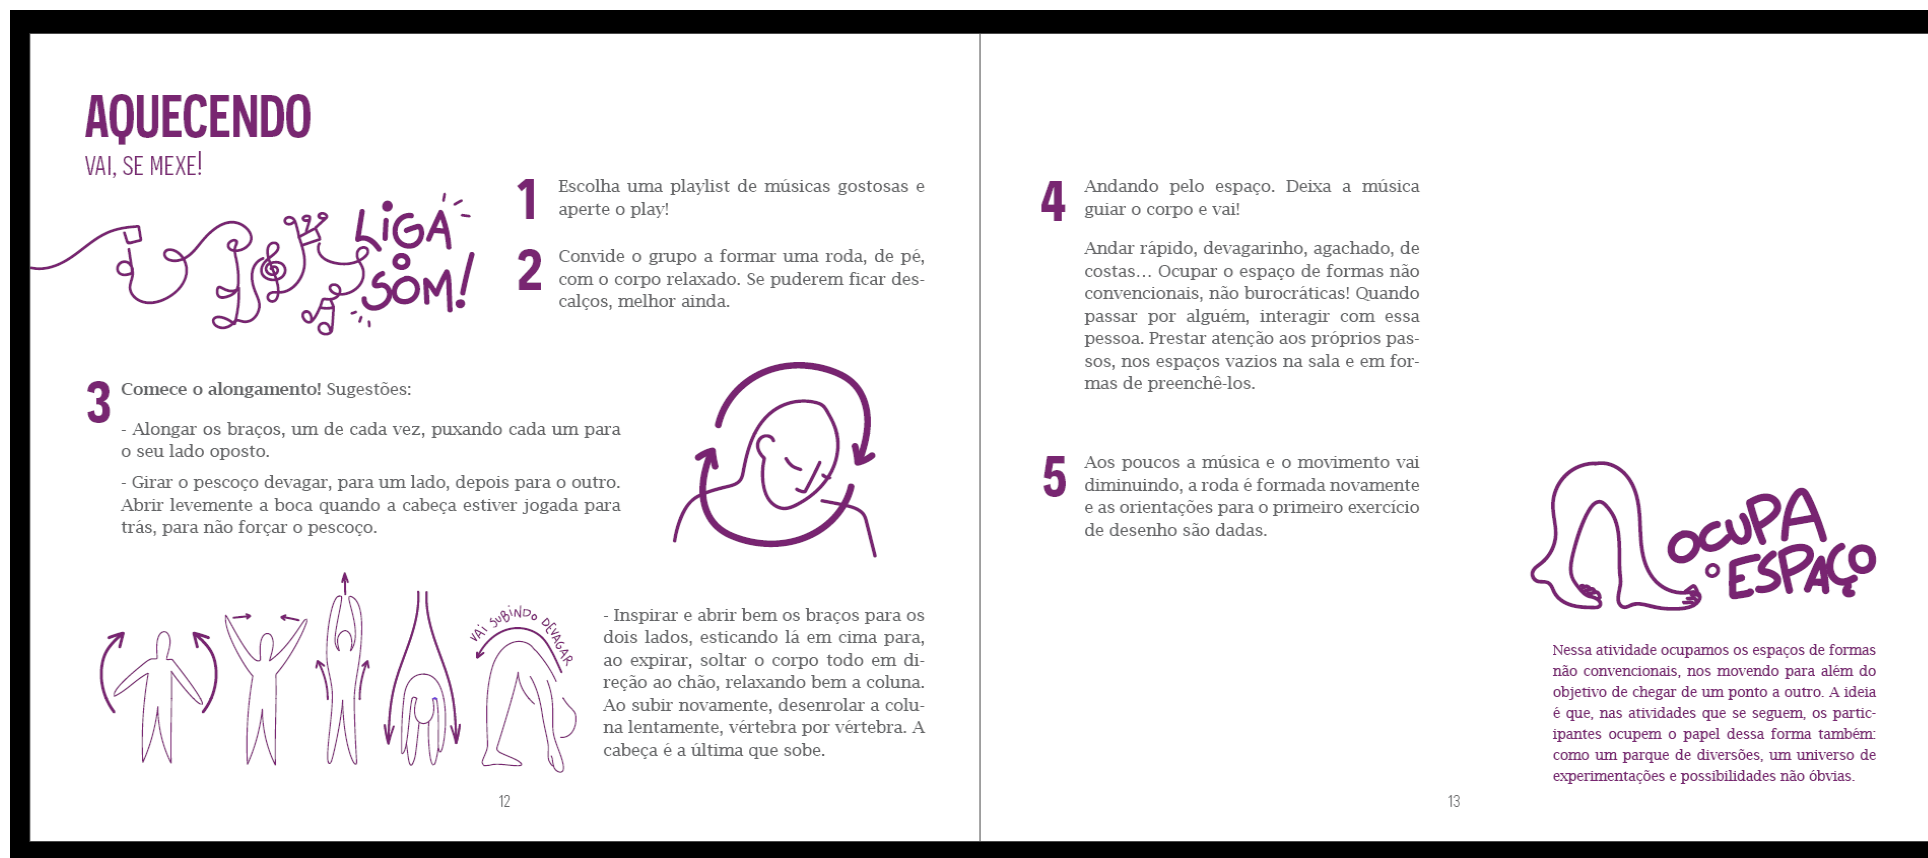 AQUECENDO
VAI, SE MEXE!
LIGA
O
SOM!
1
Escolha uma playlist de músicas gostosas e
aperte o play!
2
Convide o grupo a formar uma roda, de pé,
com o corpo relaxado. Se puderem ficar des-
calços, melhor ainda.
3
Comece o alongamento! Sugestões:
- Alongar os braços, um de cada vez, puxando cada um para
o seu lado oposto.
- Girar o pescoço devagar, para um lado, depois para o outro.
Abrir levemente a boca quando a cabeça estiver jogada para
trás, para não forçar o pescoço.
VAI SUBINDO DEVAGAR
- Inspirar e abrir bem os braços para os
dois lados, esticando lá em cima para,
ao expirar, soltar o corpo todo em di-
reção ao chão, relaxando bem a coluna.
Ao subir novamente, desenrolar a colu-
na lentamente, vértebra por vértebra. A
cabeça é a última que sobe.
12
4
Andando pelo espaço. Deixa a música
guiar o corpo e vai!
Andar rápido, devagarinho, agachado, de
costas... Ocupar o espaço de formas não
convencionais, não burocráticas! Quando
passar por alguém, interagir com essa
pessoa. Prestar atenção aos próprios pas-
sos, nos espaços vazios na sala e em for-
mas de preenchê-los.
5
Aos poucos a música e o movimento vai
diminuindo, a roda é formada novamente
e as orientações para o primeiro exercício
de desenho são dadas.
OCUPA
O ESPAÇO
Nessa atividade ocupamos os espaços de formas
não convencionais, nos movendo para além do
objetivo de chegar de um ponto a outro. A ideia
é que, nas atividades que se seguem, os partic-
ipantes ocupem o papel dessa forma também:
como um parque de diversões, um universo de
experimentações e possibilidades não óbvias.
13